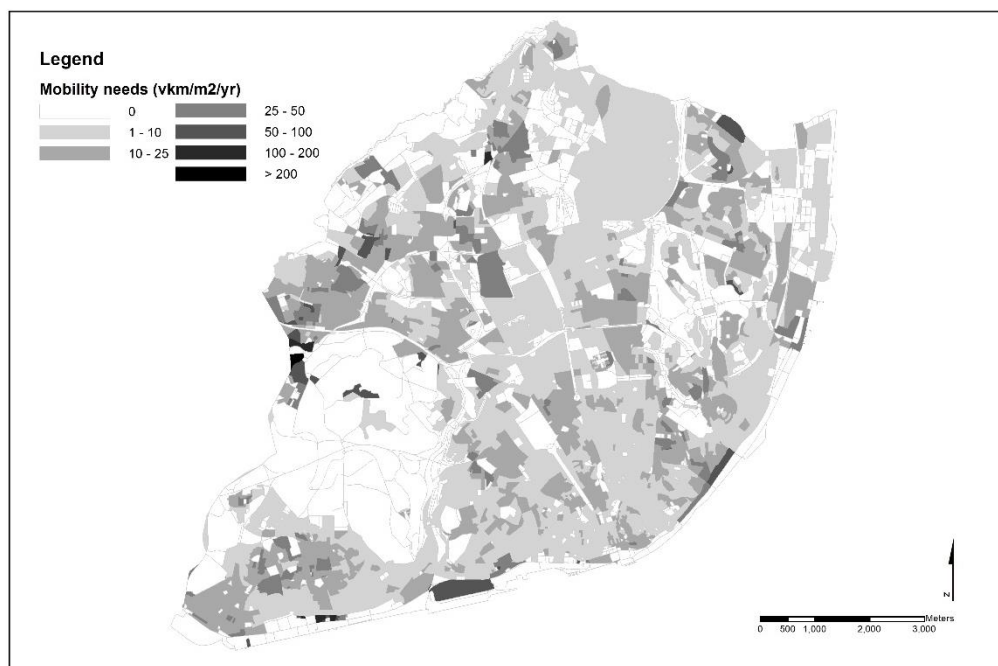 Legend
Mobility needs (vkm/m2/yr)
0
1 - 10
10 - 25
25 - 50
50 - 100
100 - 200
> 200
N
Meters
0 500 1,000 2,000 3,000